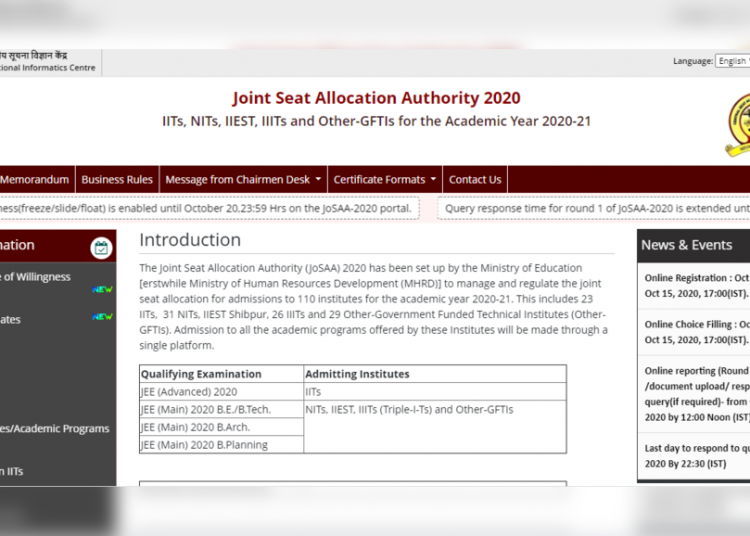 य सूचना विज्ञान केंद्र
tional Informatics Centre
Language: English
Joint Seat Allocation Authority 2020
IITs, NITs, IIEST, IIITs and Other-GFTIs for the Academic Year 2020-21
Memorandum Business Rules Message from Chairmen Desk Certificate Formats Contact Us
ness(freeze/slide/float) is enabled until October 20,23:59 Hrs on the JoSAA-2020 portal. Query response time for round 1 of JoSAA-2020 is extended unt
mation
e of Willingness
NEW
ates
NEW
es/Academic Programs
n IITs
Introduction
The Joint Seat Allocation Authority (JoSAA) 2020 has been set up by the Ministry of Education
[erstwhile Ministry of Human Resources Development (MHRD)] to manage and regulate the joint
seat allocation for admissions to 110 institutes for the academic year 2020-21. This includes 23
IITs, 31 NITs, IIEST Shibpur, 26 IIITs and 29 Other-Government Funded Technical Institutes (Other-
GFTIs). Admission to all the academic programs offered by these Institutes will be made through a
single platform.
Qualifying Examination Admitting Institutes
JEE (Advanced) 2020 IITs
JEE (Main) 2020 B.E./B.Tech. NITs, IIEST, IIITs (Triple-I-Ts) and Other-GFTIs
JEE (Main) 2020 B.Arch.
JEE (Main) 2020 B.Planning
News & Events
Online Registration : Oct
Oct 15, 2020, 17:00(IST).
Online Choice Filling : Oc
Oct 15, 2020, 17:00(IST).
Online reporting (Round
/document upload/ resp
query(if required)- from
2020 by 12:00 Noon (IST)
Last day to respond to qu
2020 By 22:30 (IST)